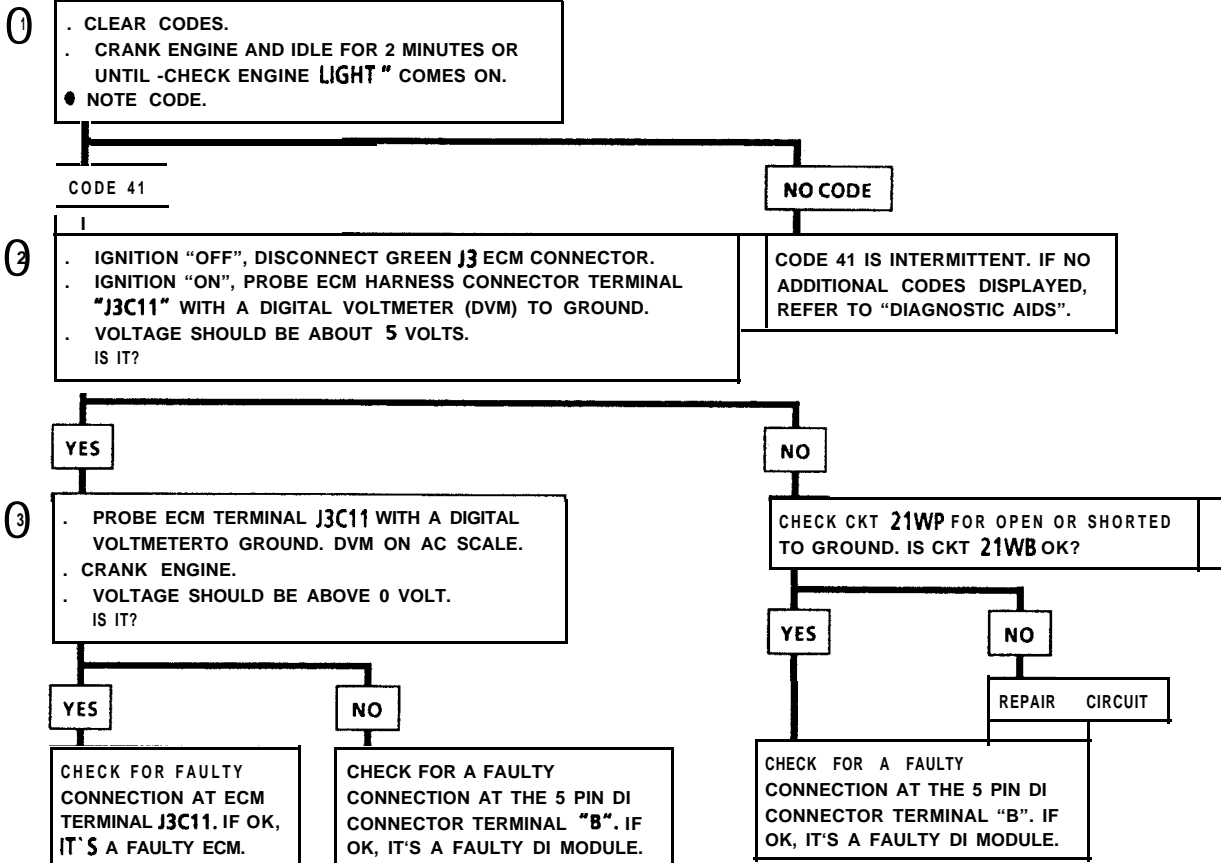 1
. CLEAR CODES.
. CRANK ENGINE AND IDLE FOR 2 MINUTES OR
UNTIL -CHECK ENGINE LIGHT" COMES ON.
● NOTE CODE.
CODE 41
NO CODE
2
. IGNITION “OFF”, DISCONNECT GREEN J3 ECM CONNECTOR.
. IGNITION “ON”, PROBE ECM HARNESS CONNECTOR TERMINAL
"J3C11" WITH A DIGITAL VOLTMETER (DVM) TO GROUND.
. VOLTAGE SHOULD BE ABOUT 5 VOLTS.
IS IT?
CODE 41 IS INTERMITTENT. IF NO
ADDITIONAL CODES DISPLAYED,
REFER TO “DIAGNOSTIC AIDS”.
YES
NO
3
. PROBE ECM TERMINAL J3C11 WITH A DIGITAL
VOLTMETERTO GROUND. DVM ON AC SCALE.
. CRANK ENGINE.
. VOLTAGE SHOULD BE ABOVE 0 VOLT.
IS IT?
CHECK CKT 21WP FOR OPEN OR SHORTED
TO GROUND. IS CKT 21WB OK?
YES
NO
YES
NO
REPAIR CIRCUIT
CHECK FOR FAULTY
CONNECTION AT ECM
TERMINAL J3C11. IF OK,
IT`S A FAULTY ECM.
CHECK FOR A FAULTY
CONNECTION AT THE 5 PIN DI
CONNECTOR TERMINAL "B". IF
OK, IT'S A FAULTY DI MODULE.
CHECK FOR A FAULTY
CONNECTION AT THE 5 PIN DI
CONNECTOR TERMINAL “B”. IF
OK, IT‘S A FAULTY DI MODULE.